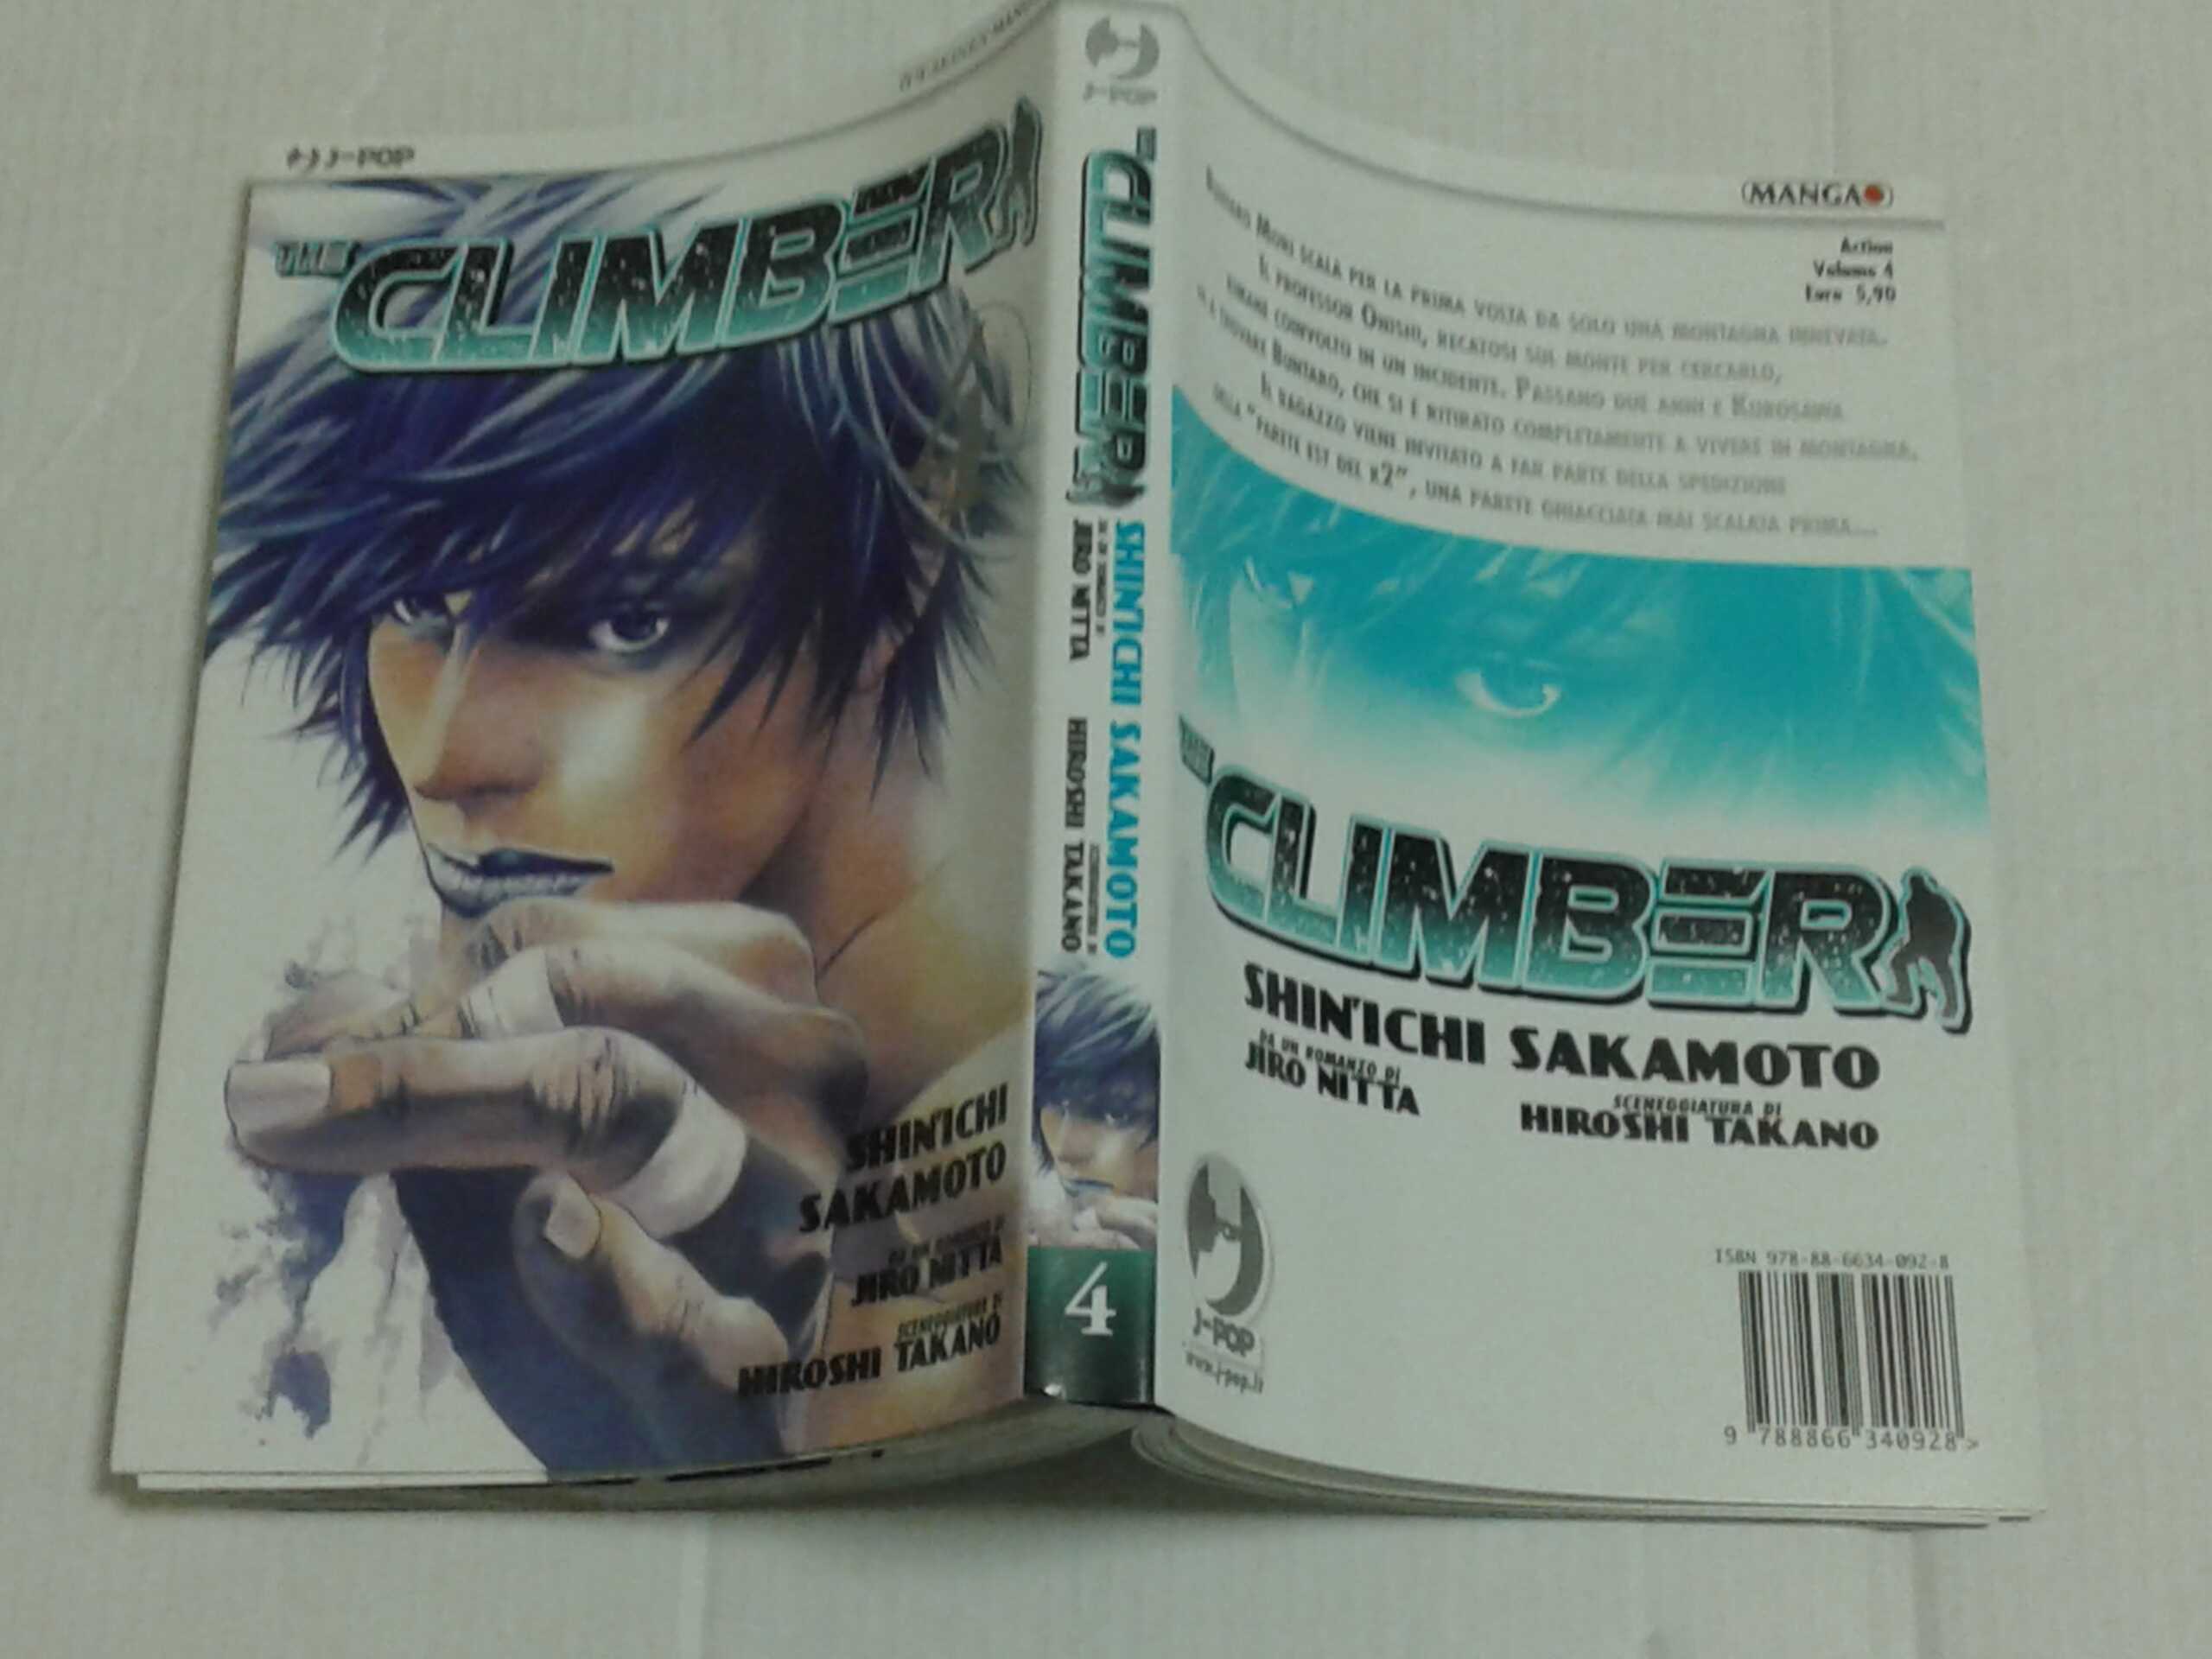 J-POP
THE
CLIMBER
SHIN'ICHI
SAKAMOTO
DA UN ROMANZO DI
JIRO NITTA
SCENEGGIATURA DI
HIROSHI TAKANO
J-POP
THE CLIMBER
SHIN'ICHI SAKAMOTO
JIRO NITTA
HIROSHI TAKANO
4
(MANGA)
Action
Volume 4
Euro 5,90
Buntaro Mori scala per la prima volta da solo una montagna innevata.
Il professor Onishi, recatosi sul monte per cercarlo,
rimane coinvolto in un incidente. Passano due anni e Kurosawa
va a trovare Buntaro, che si è ritirato completamente a vivere in montagna.
Il ragazzo viene invitato a far parte della spedizione
della "parete est del K2", una parete ghiacciata mai scalata prima...
THE
CLIMBER
SHIN'ICHI SAKAMOTO
DA UN ROMANZO DI
JIRO NITTA
SCENEGGIATURA DI
HIROSHI TAKANO
J-POP
www.j-pop.it
ISBN 978-88-6634-092-8
9 788866 340928 >